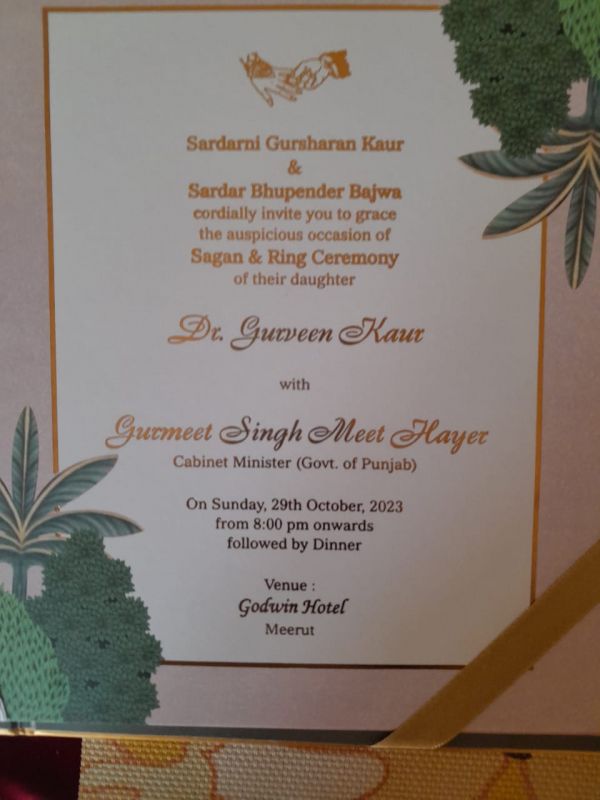 Sardarni Gursharan Kaur
&
Sardar Bhupender Bajwa
cordially invite you to grace
the auspicious occasion of
Sagan & Ring Ceremony
of their daughter
Dr. Gurveen Kaur
with
Gurmeet Singh Meet Hayer
Cabinet Minister (Govt. of Punjab)
On Sunday, 29th October, 2023
from 8:00 pm onwards
followed by Dinner
Venue :
Godwin Hotel
Meerut